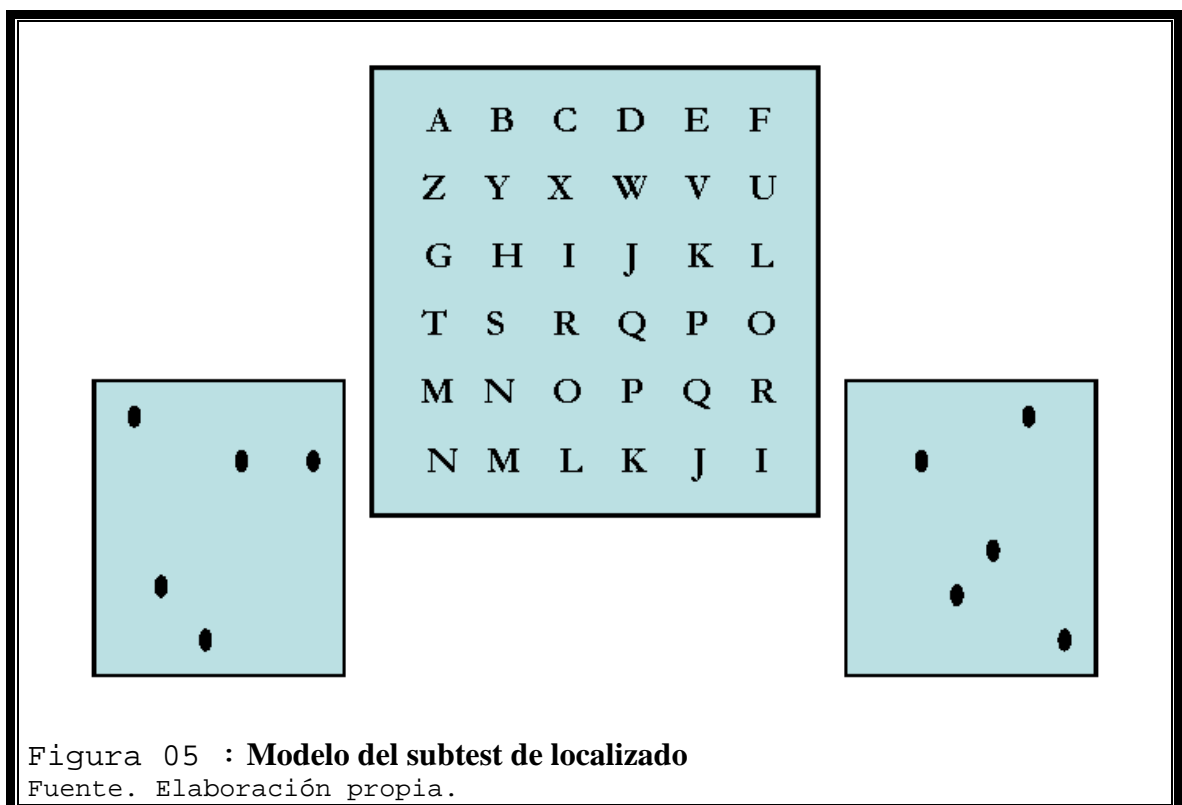 A B C D E F
Z Y X W V U
G H I J K L
T S R Q P O
M N O P Q R
N M L K J I
Figura 05 : Modelo del subtest de localizado
Fuente. Elaboración propia.